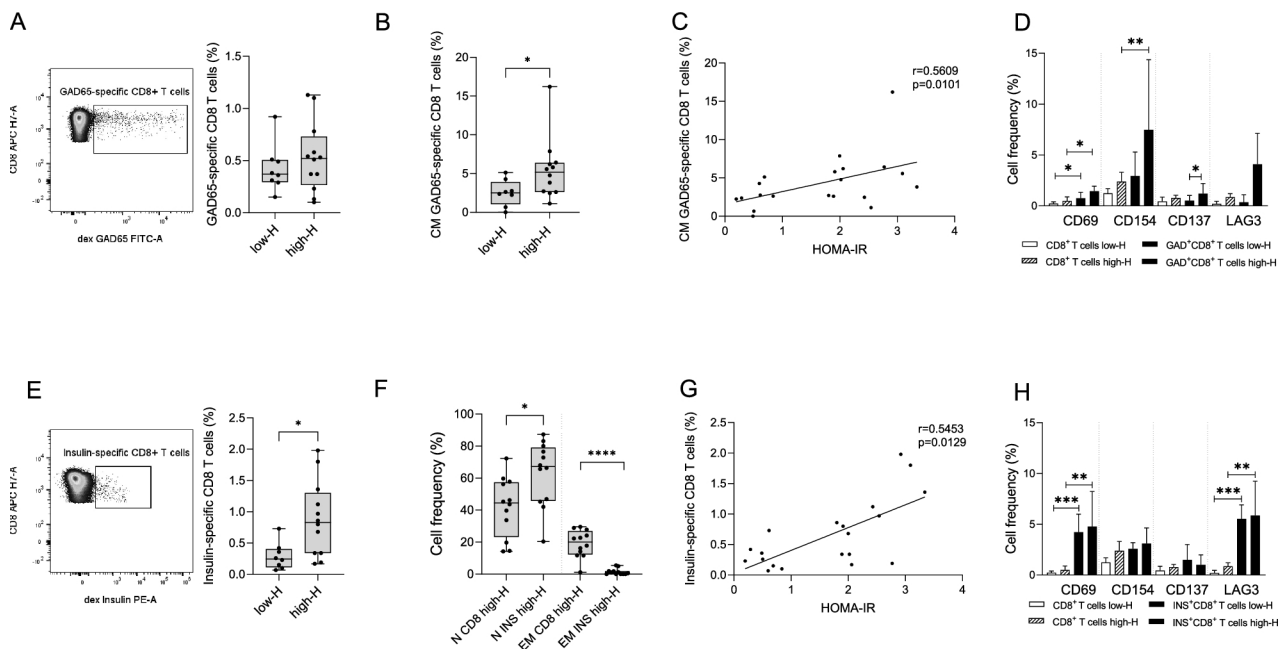 A
GAD65-specific CD8+ T cells
CD8 APC H7-A
dex GAD65 FITC-A
GAD65-specific CD8 T cells (%)
1.5
1.0
0.5
0.0
low-H
high-H
B
CM GAD65-specific CD8 T cells (%)
25
20
15
10
5
0
*
low-H
high-H
C
CM GAD65-specific CD8 T cells (%)
25
20
15
10
5
0
r=0.5609
p=0.0101
0 1 2 3 4
HOMA-IR
D
Cell frequency (%)
15
10
5
0
*
*
**
*
CD69 CD154 CD137 LAG3
CD8+ T cells low-H
CD8+ T cells high-H
GAD+CD8+ T cells low-H
GAD+CD8+ T cells high-H
E
Insulin-specific CD8+ T cells
CD8 APC H7-A
dex Insulin PE-A
Insulin-specific CD8 T cells (%)
2.5
2.0
1.5
1.0
0.5
0.0
*
low-H
high-H
F
Cell frequency (%)
100
80
60
40
20
0
*
****
N CD8 high-H
N INS high-H
EM CD8 high-H
EM INS high-H
G
Insulin-specific CD8 T cells (%)
2.5
2.0
1.5
1.0
0.5
0.0
r=0.5453
p=0.0129
0 1 2 3 4
HOMA-IR
H
Cell frequency (%)
15
10
5
0
***
**
***
**
CD69 CD154 CD137 LAG3
CD8+ T cells low-H
CD8+ T cells high-H
INS+CD8+ T cells low-H
INS+CD8+ T cells high-H